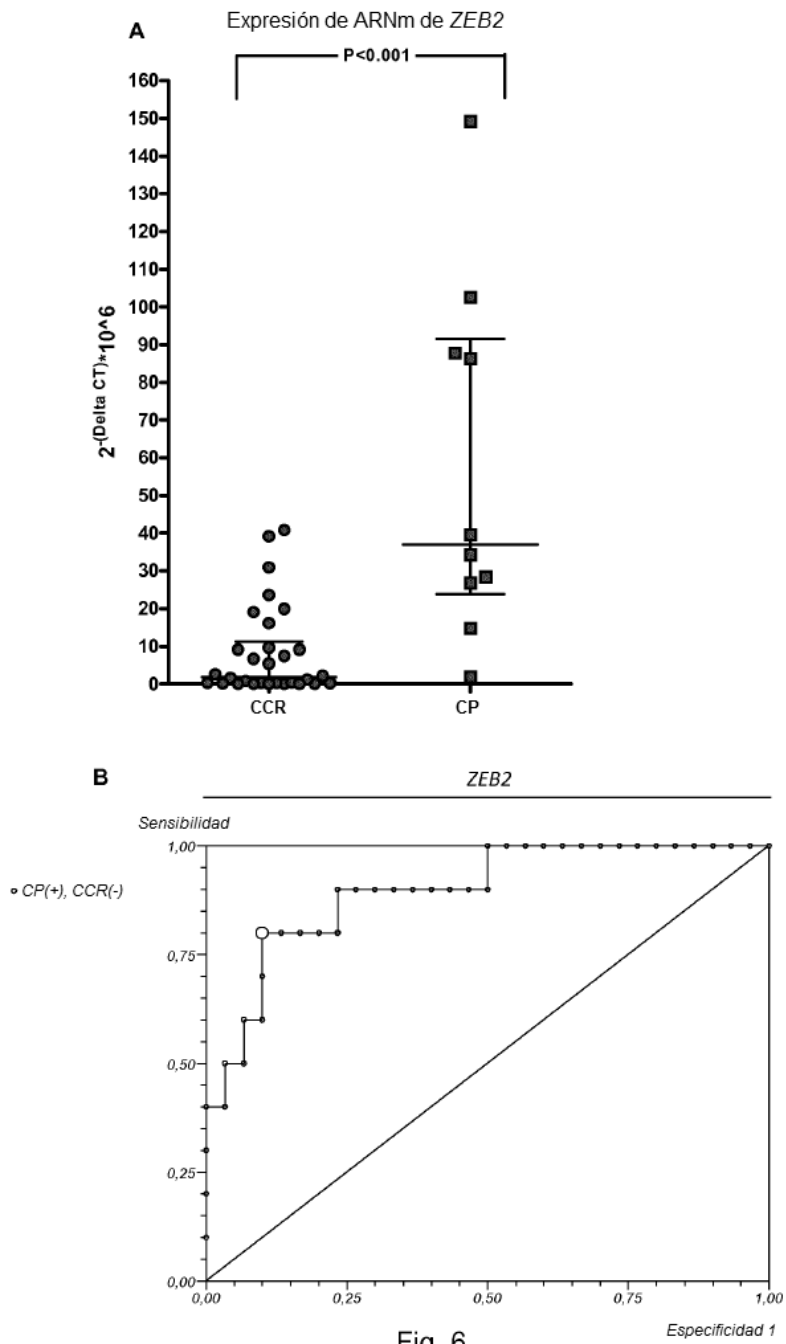 A
Expresión de ARNm de ZEB2
P<0.001
160
150
140
130
120
110
100
90
80
70
60
50
40
30
20
10
0
2^-(Delta CT)*10^6
CCR
CP
B
ZEB2
Sensibilidad
CP(+), CCR(-)
1,00
0,75
0,50
0,25
0,00
0,00
0,25
0,50
0,75
1,00
Especificidad 1
Fig. 6